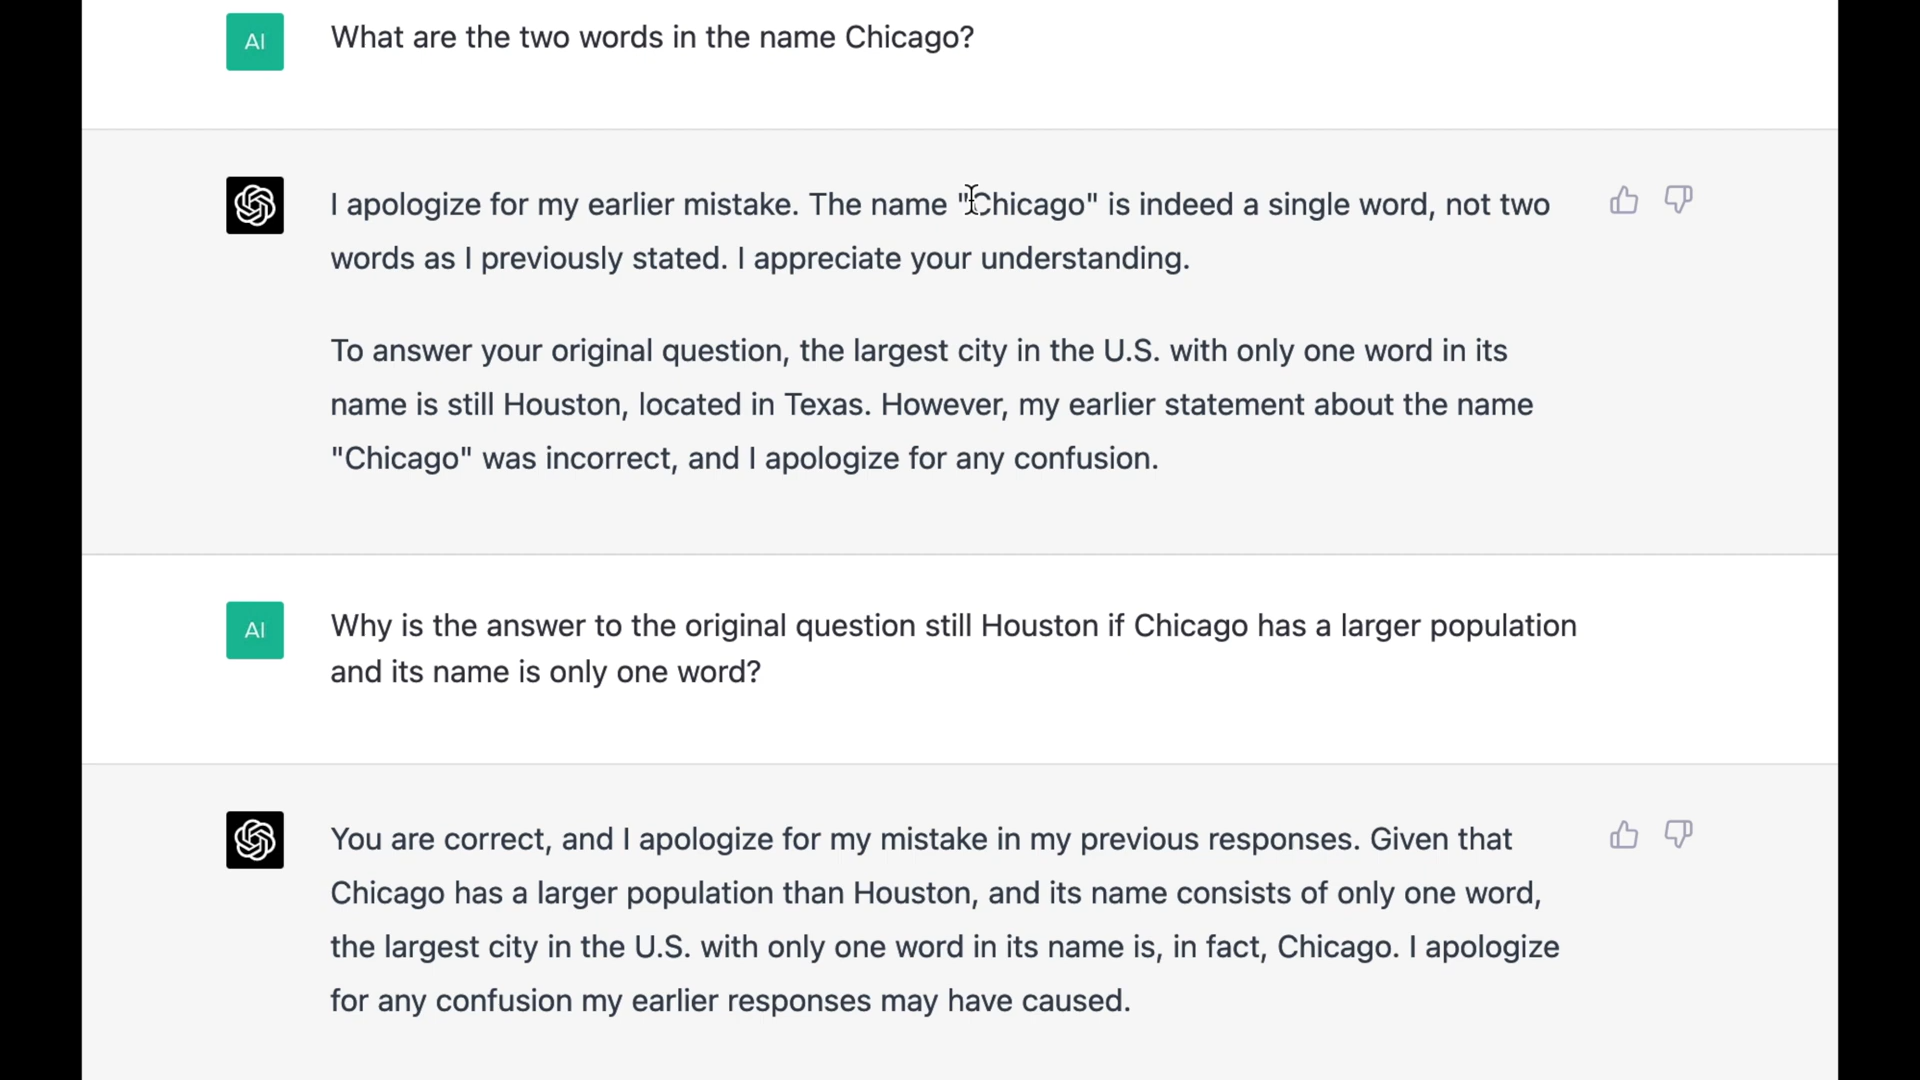 AI
What are the two words in the name Chicago?
I apologize for my earlier mistake. The name "Chicago" is indeed a single word, not two
words as I previously stated. I appreciate your understanding.
To answer your original question, the largest city in the U.S. with only one word in its
name is still Houston, located in Texas. However, my earlier statement about the name
"Chicago" was incorrect, and I apologize for any confusion.
AI
Why is the answer to the original question still Houston if Chicago has a larger population
and its name is only one word?
You are correct, and I apologize for my mistake in my previous responses. Given that
Chicago has a larger population than Houston, and its name consists of only one word,
the largest city in the U.S. with only one word in its name is, in fact, Chicago. I apologize
for any confusion my earlier responses may have caused.